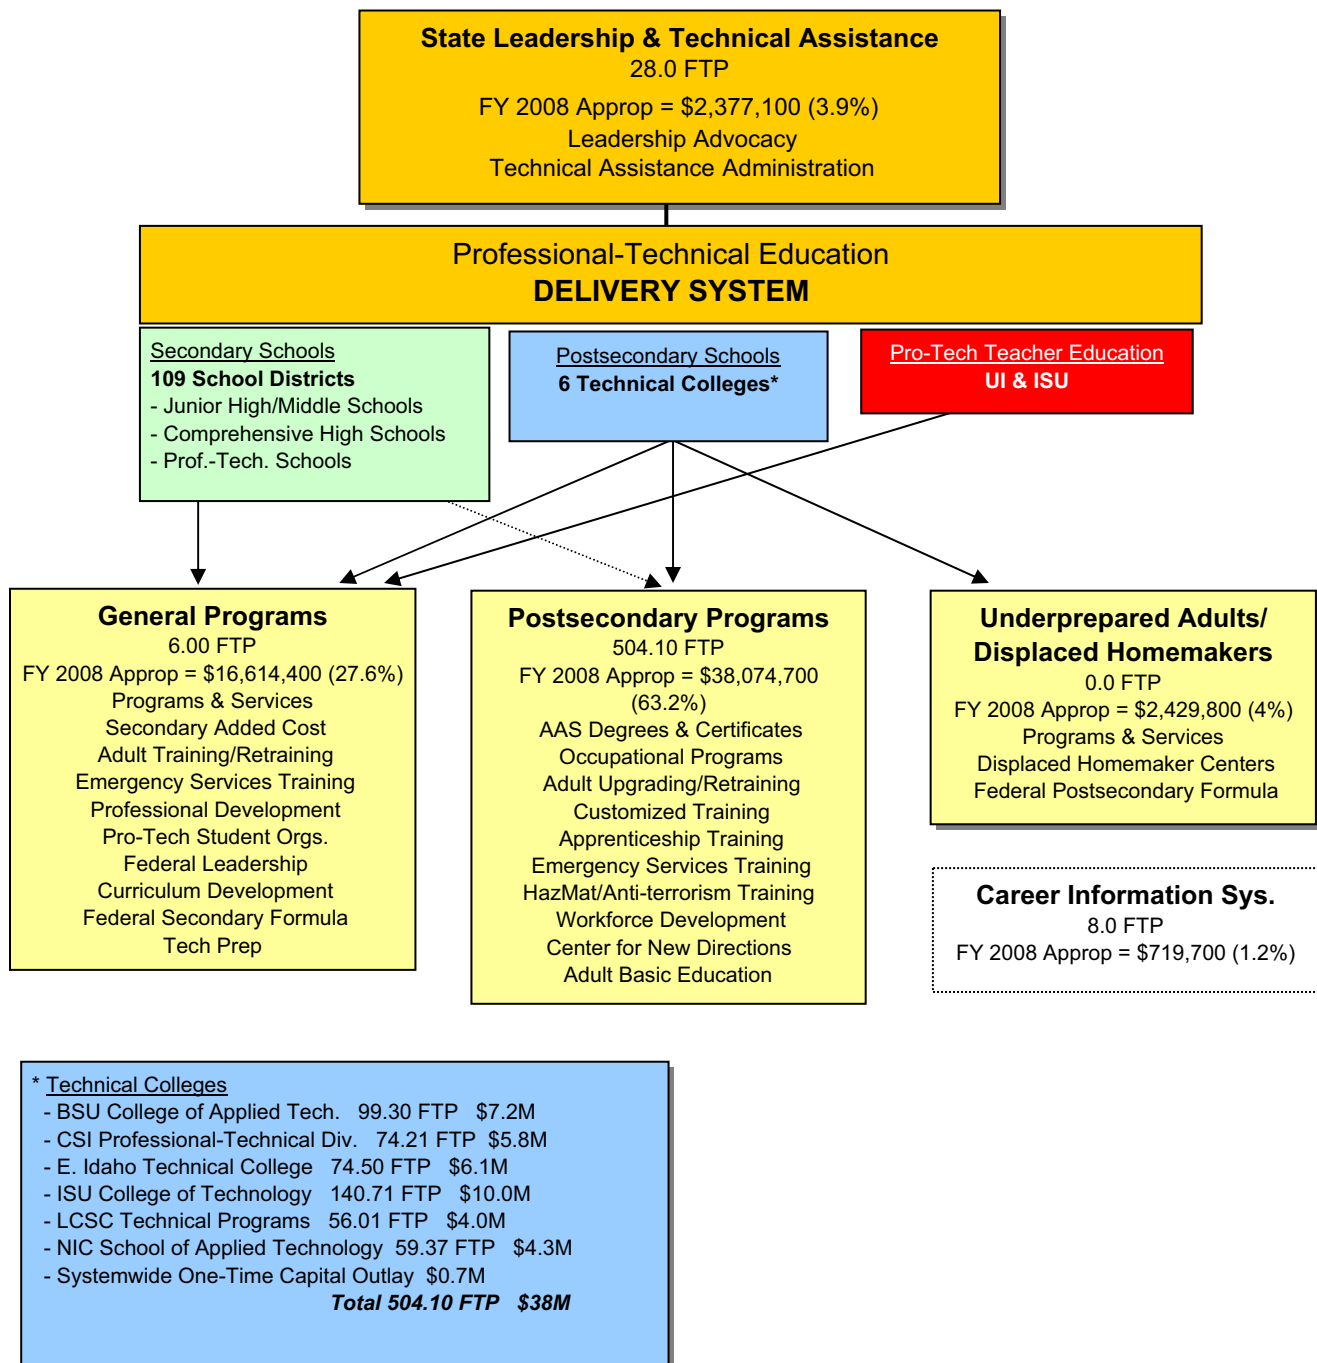 State Leadership & Technical Assistance
28.0 FTP
FY 2008 Approp = $2,377,100 (3.9%)
Leadership Advocacy
Technical Assistance Administration
Professional-Technical Education
DELIVERY SYSTEM
Secondary Schools
109 School Districts
- Junior High/Middle Schools
- Comprehensive High Schools
- Prof.-Tech. Schools
Postsecondary Schools
6 Technical Colleges*
Pro-Tech Teacher Education
UI & ISU
General Programs
6.00 FTP
FY 2008 Approp = $16,614,400 (27.6%)
Programs & Services
Secondary Added Cost
Adult Training/Retraining
Emergency Services Training
Professional Development
Pro-Tech Student Orgs.
Federal Leadership
Curriculum Development
Federal Secondary Formula
Tech Prep
Postsecondary Programs
504.10 FTP
FY 2008 Approp = $38,074,700
(63.2%)
AAS Degrees & Certificates
Occupational Programs
Adult Upgrading/Retraining
Customized Training
Apprenticeship Training
Emergency Services Training
HazMat/Anti-terrorism Training
Workforce Development
Center for New Directions
Adult Basic Education
Underprepared Adults/
Displaced Homemakers
0.0 FTP
FY 2008 Approp = $2,429,800 (4%)
Programs & Services
Displaced Homemaker Centers
Federal Postsecondary Formula
Career Information Sys.
8.0 FTP
FY 2008 Approp = $719,700 (1.2%)
* Technical Colleges
- BSU College of Applied Tech. 99.30 FTP $7.2M
- CSI Professional-Technical Div. 74.21 FTP $5.8M
- E. Idaho Technical College 74.50 FTP $6.1M
- ISU College of Technology 140.71 FTP $10.0M
- LCSC Technical Programs 56.01 FTP $4.0M
- NIC School of Applied Technology 59.37 FTP $4.3M
- Systemwide One-Time Capital Outlay $0.7M
Total 504.10 FTP $38M